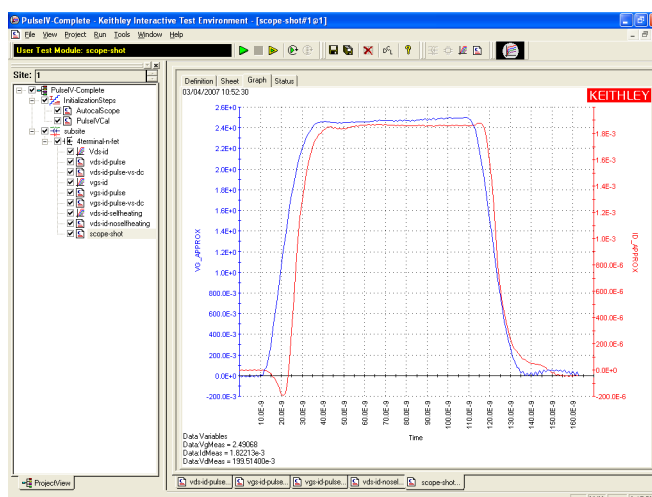 PulseIV-Complete - Keithley Interactive Test Environment - [scope-shot#1@1]
File View Project Run Tools Window Help
User Test Module: scope-shot
Site: 1
PulseIV-Complete
InitializationSteps
AutocalScope
PulseIVCal
subsite
4terminal-n-fet
Vds-id
vds-id-pulse
vds-id-pulse-vs-dc
vgs-id
vgs-id-pulse
vgs-id-pulse-vs-dc
vds-id-selfheating
vds-id-noselfheating
scope-shot
ProjectView
Definition Sheet Graph Status
03/04/2007 10:52:30
KEITHLEY
2.6E+0
2.4E+0
2.2E+0
2.0E+0
1.8E+0
1.6E+0
1.4E+0
1.2E+0
1.0E+0
800.0E-3
600.0E-3
400.0E-3
200.0E-3
0.0E+0
-200.0E-3
VG_APPROX
1.8E-3
1.6E-3
1.4E-3
1.2E-3
1.0E-3
800.0E-6
600.0E-6
400.0E-6
200.0E-6
0.0E+0
-200.0E-6
ID_APPROX
10.0E-9
20.0E-9
30.0E-9
40.0E-9
50.0E-9
60.0E-9
70.0E-9
80.0E-9
90.0E-9
100.0E-9
110.0E-9
120.0E-9
130.0E-9
140.0E-9
150.0E-9
160.0E-9
Time
Data Variables
Data:VgMeas = 2.49068
Data:IdMeas = 1.82213e-3
Data:VdMeas = 199.51400e-3
vds-id-pulse... vgs-id-pulse... vgs-id-pulse... vds-id-nosel... scope-shot...